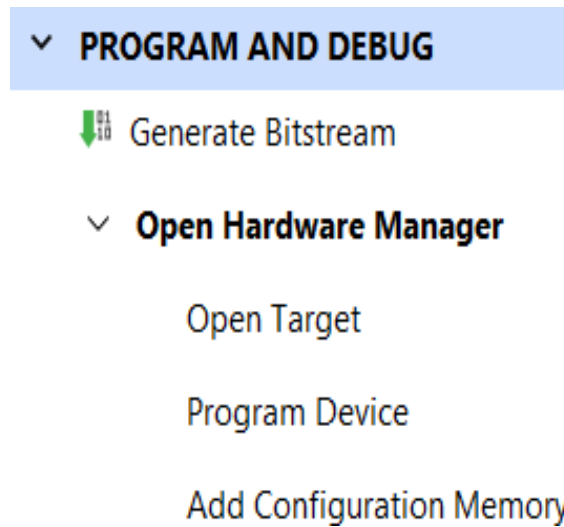 PROGRAM AND DEBUG
Generate Bitstream
Open Hardware Manager
Open Target
Program Device
Add Configuration Memory